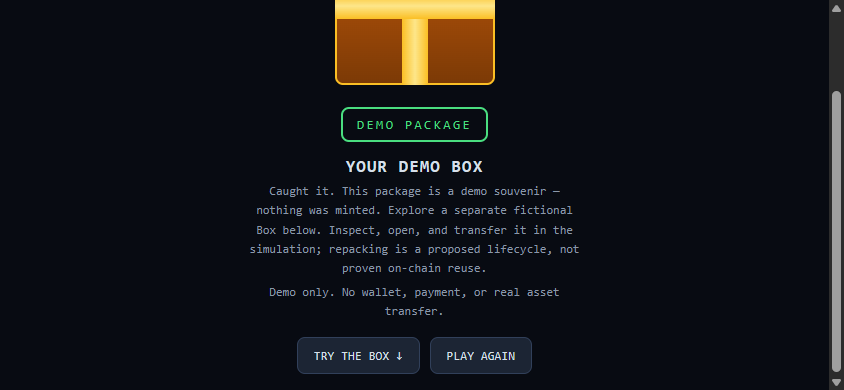 DEMO PACKAGE
YOUR DEMO BOX
Caught it. This package is a demo souvenir —
nothing was minted. Explore a separate fictional
Box below. Inspect, open, and transfer it in the
simulation; repacking is a proposed lifecycle, not
proven on-chain reuse.
Demo only. No wallet, payment, or real asset
transfer.
TRY THE BOX ↓
PLAY AGAIN